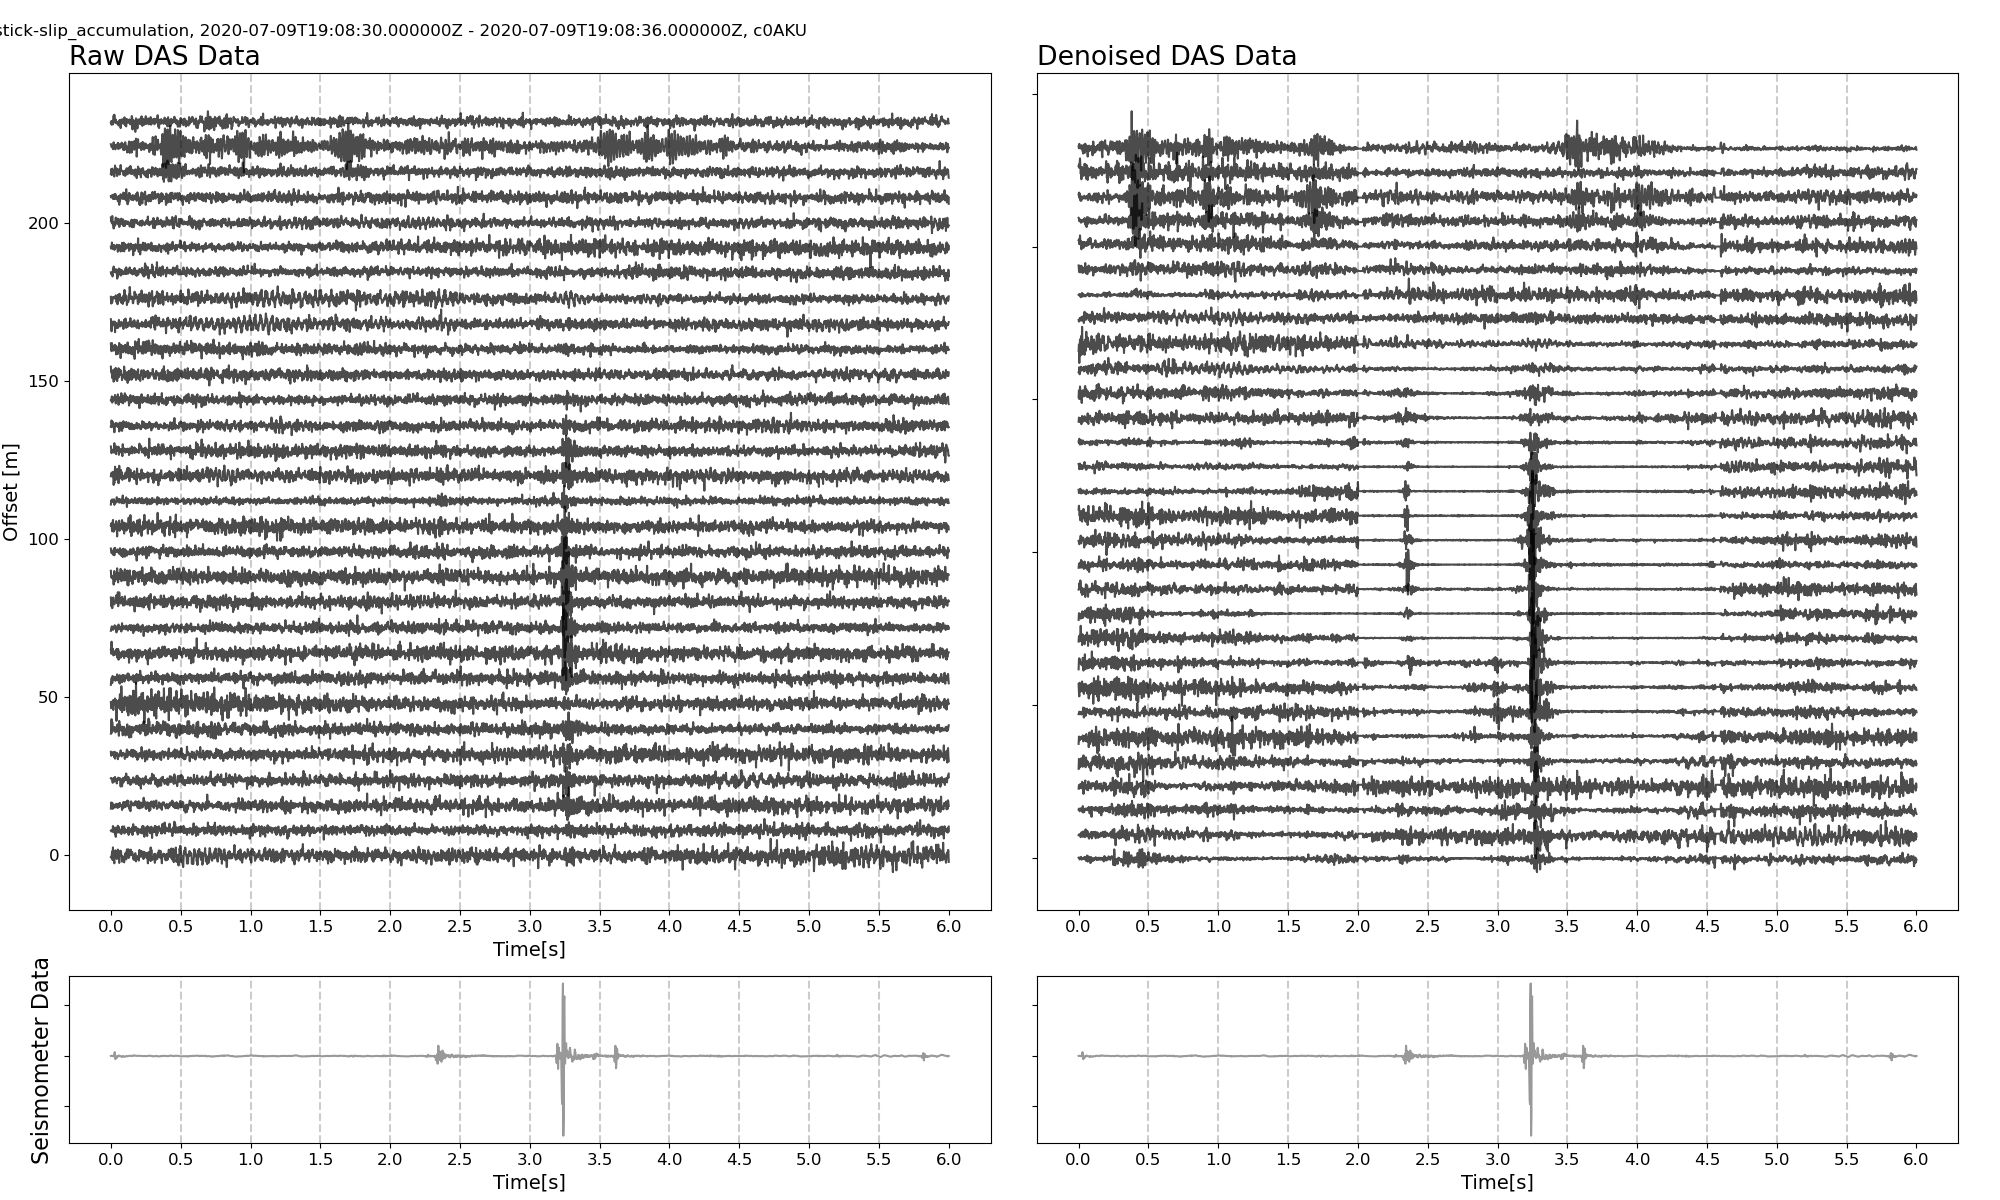 stick-slip_accumulation, 2020-07-09T19:08:30.000000Z - 2020-07-09T19:08:36.000000Z, c0AKU
Raw DAS Data
Denoised DAS Data
Offset [m]
200
150
100
50
0
0.0 0.5 1.0 1.5 2.0 2.5 3.0 3.5 4.0 4.5 5.0 5.5 6.0
Time[s]
0.0 0.5 1.0 1.5 2.0 2.5 3.0 3.5 4.0 4.5 5.0 5.5 6.0
Seismometer Data
0.0 0.5 1.0 1.5 2.0 2.5 3.0 3.5 4.0 4.5 5.0 5.5 6.0
Time[s]
0.0 0.5 1.0 1.5 2.0 2.5 3.0 3.5 4.0 4.5 5.0 5.5 6.0
Time[s]